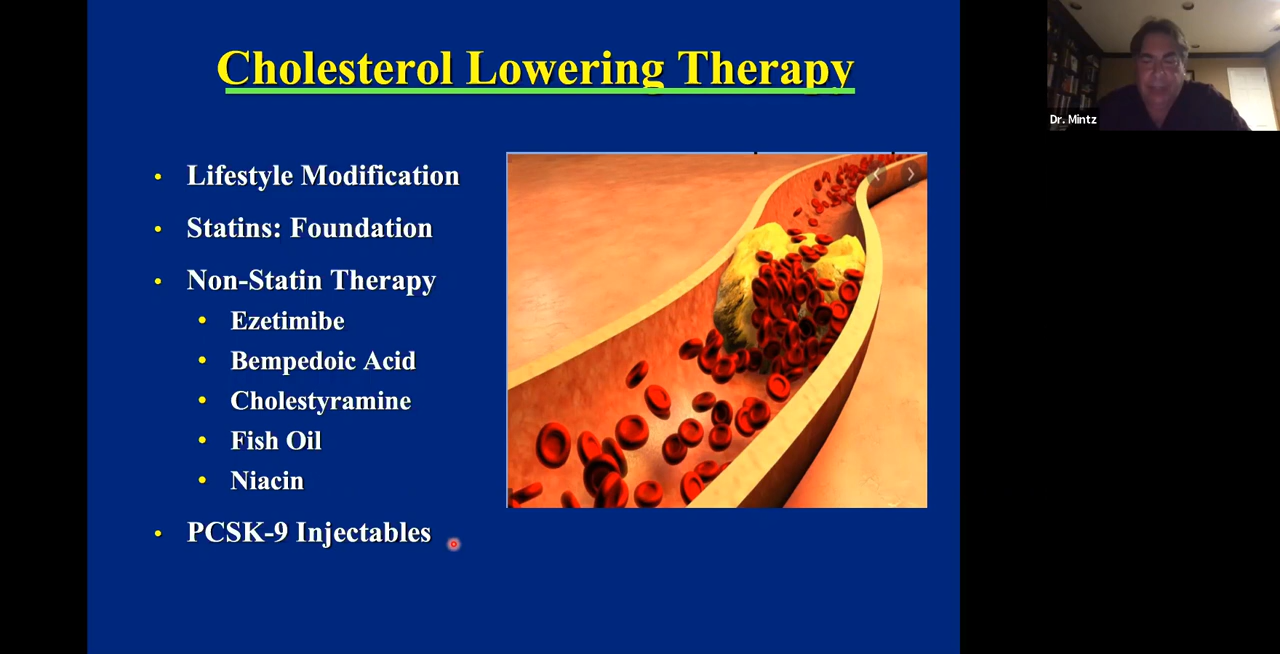 Cholesterol Lowering Therapy
Dr. Mintz
• Lifestyle Modification
• Statins: Foundation
• Non-Statin Therapy
• Ezetimibe
• Bempedoic Acid
• Cholestyramine
• Fish Oil
• Niacin
• PCSK-9 Injectables